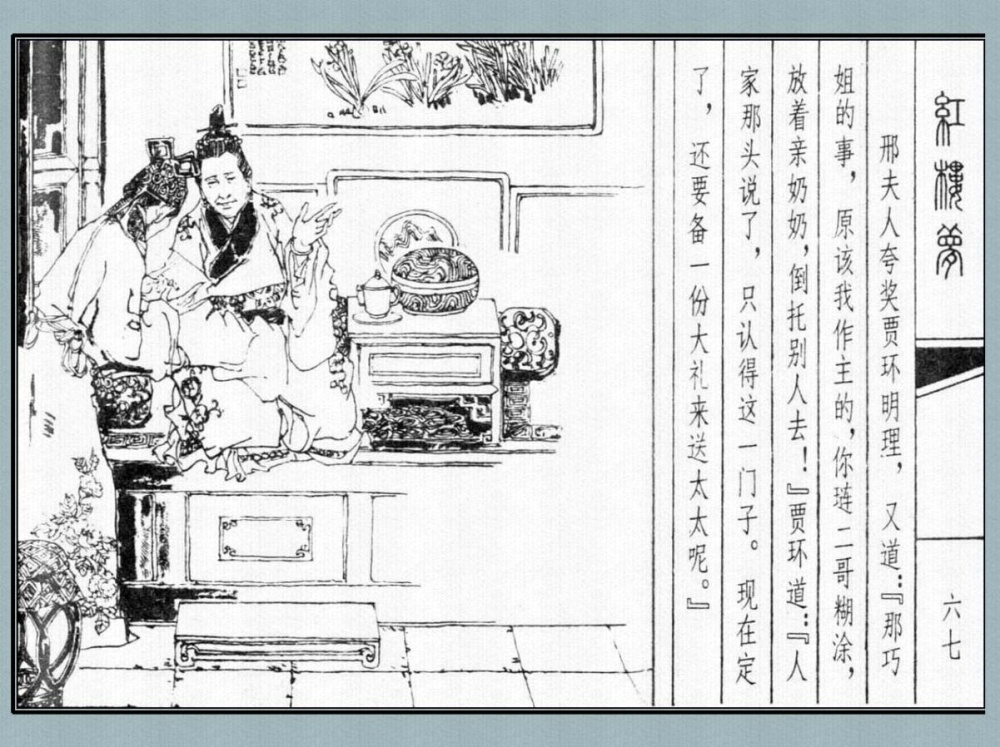 紅樓夢
六七
邢夫人夸奖贾环明理，又道：『那巧
姐的事，原该我作主的，你琏二哥糊涂，
放着亲奶奶，倒托别人去！』贾环道：『人
家那头说了，只认得这一门子。现在定
了，还要备一份大礼来送太太呢。』